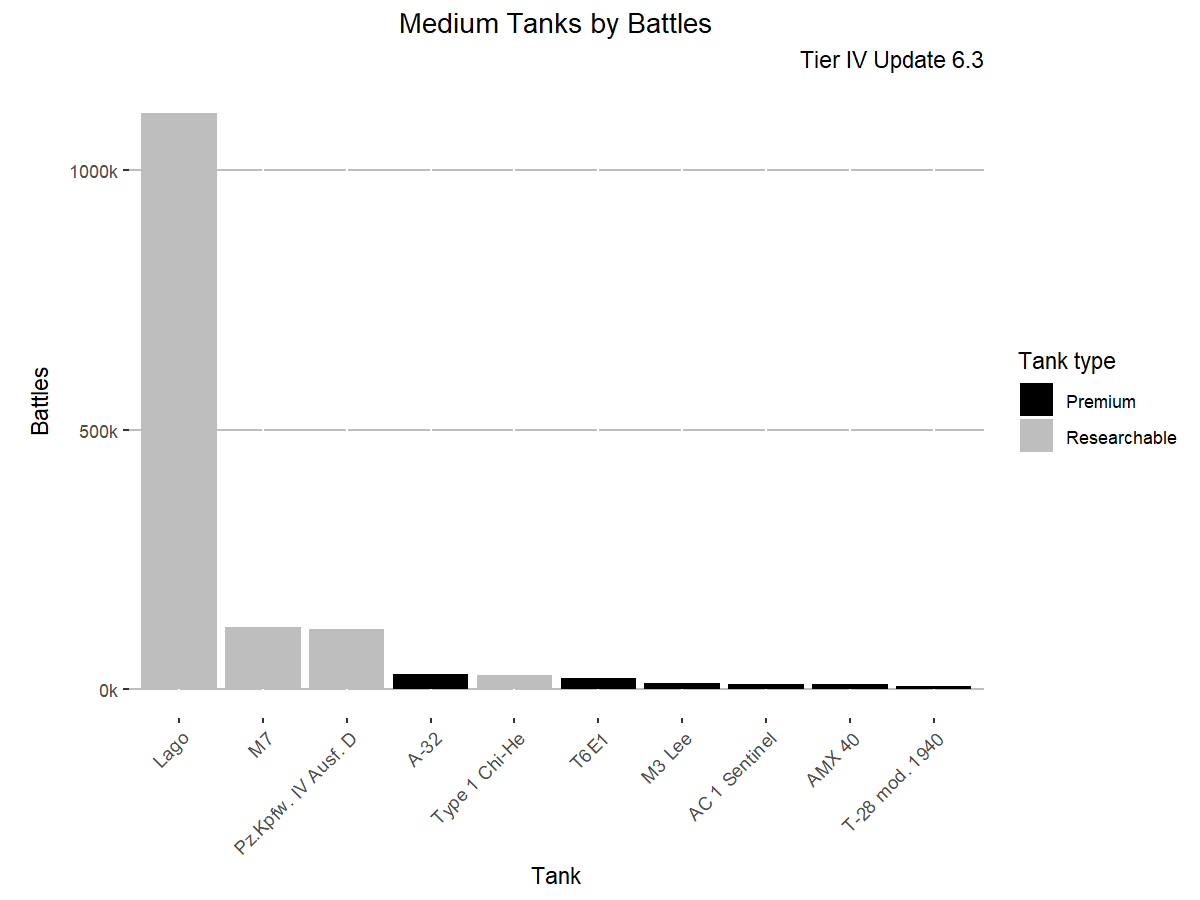 Medium Tanks by Battles
Tier IV Update 6.3
1000k
500k
0k
Battles
Lago
M7
Pz.Kpfw. IV Ausf. D
A-32
Type 1 Chi-He
T6E1
M3 Lee
AC 1 Sentinel
AMX 40
T-28 mod. 1940
Tank
Tank type
Premium
Researchable